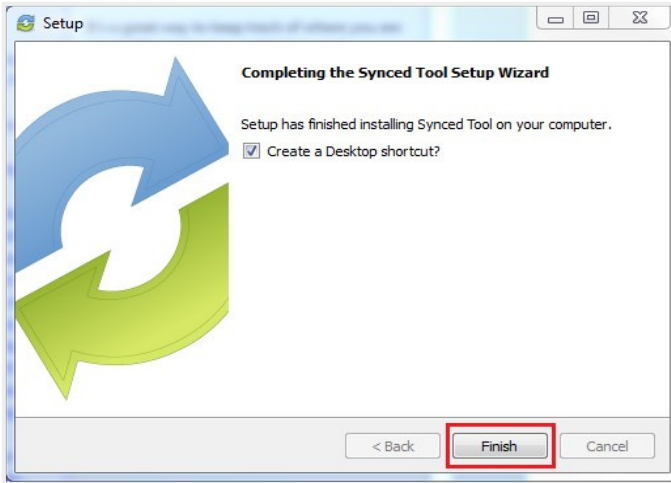 Setup
Completing the Synced Tool Setup Wizard
Setup has finished installing Synced Tool on your computer.
Create a Desktop shortcut?
< Back
Finish
Cancel